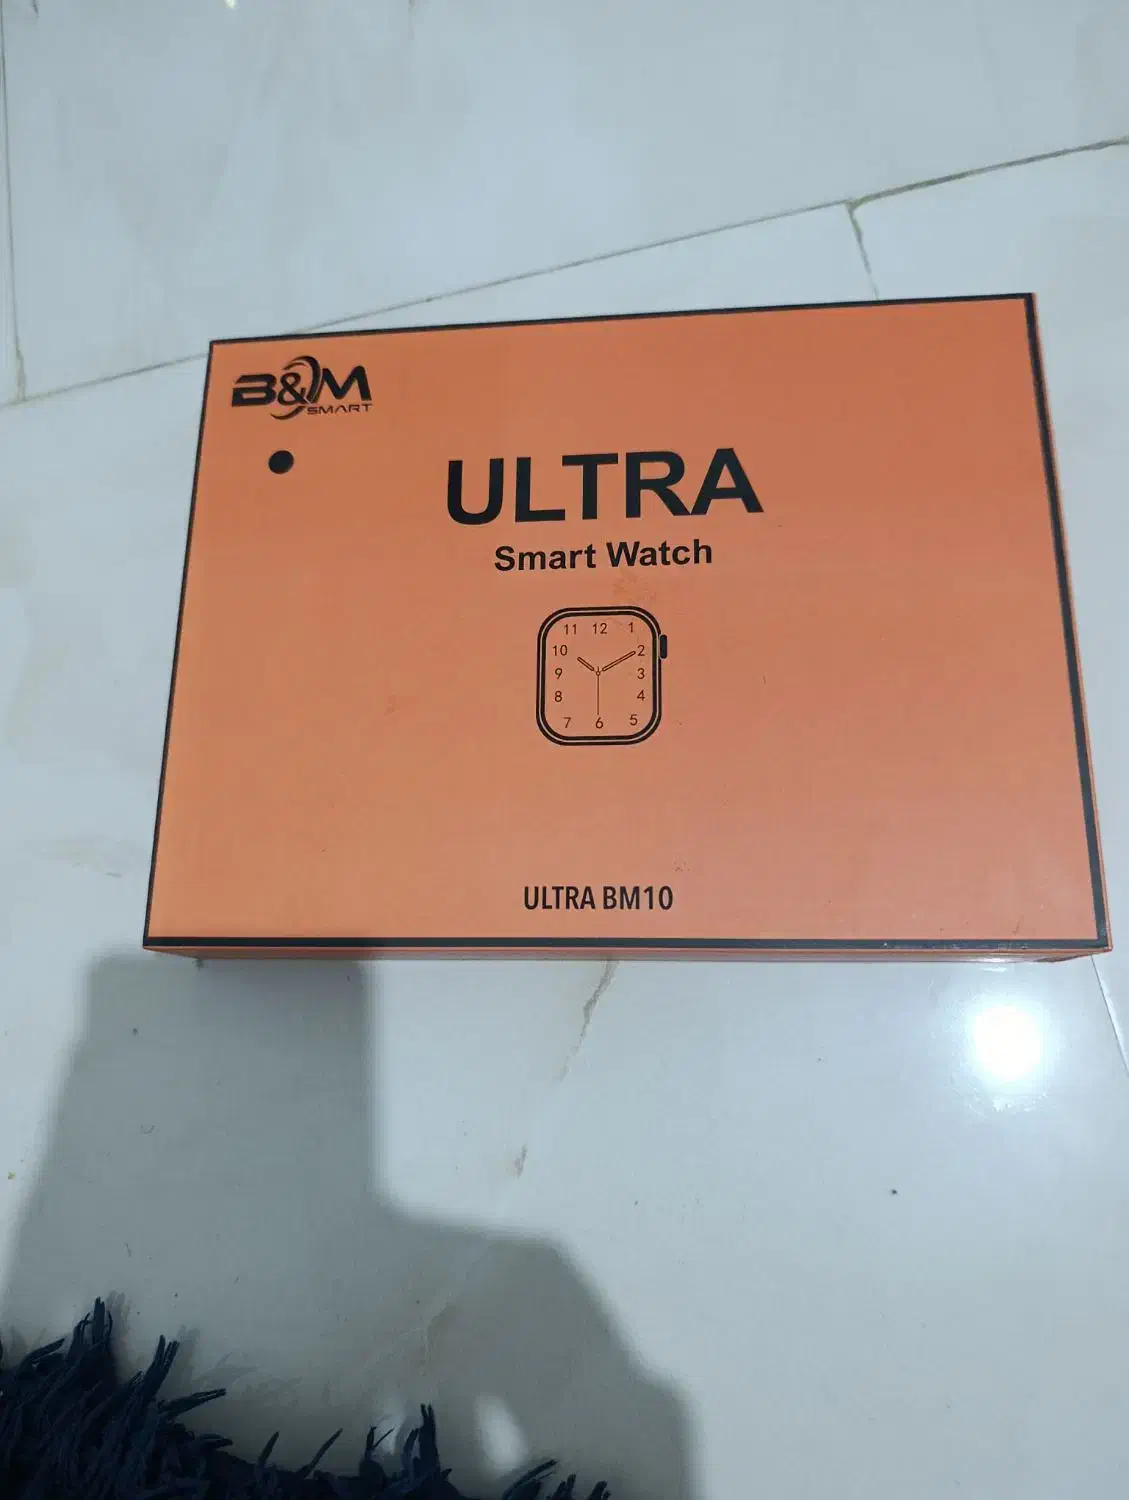 B&M
SMART
ULTRA
Smart Watch
11 12 1
10 2
9 3
8 4
7 6 5
ULTRA BM10